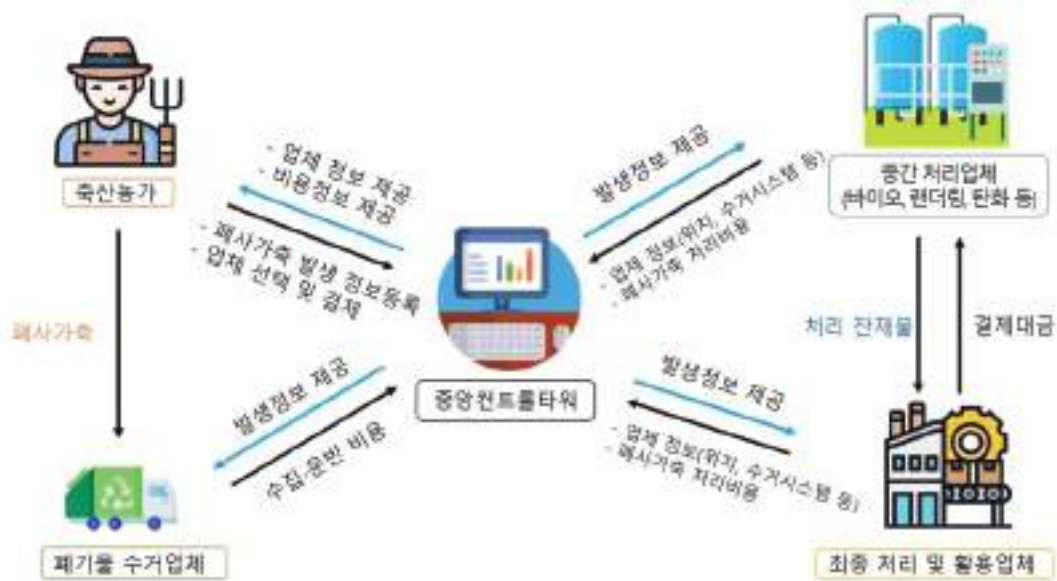 축산농가
- 업체 정보 제공
- 비용정보 제공
- 폐사가축 발생 정보등록
- 업체 선택 및 결제
발생정보 제공
- 업체 정보(위치, 수거시스템 등)
- 폐사가축 처리비용
중간 처리업체
(바이오, 랜더링, 탄화 등)
폐사가축
처리 잔재물
결제대금
중앙컨트롤타워
발생정보 제공
수집·운반 비용
발생정보 제공
- 업체 정보(위치, 수거시스템 등)
- 폐사가축 처리비용
폐기물 수거업체
최종 처리 및 활용업체